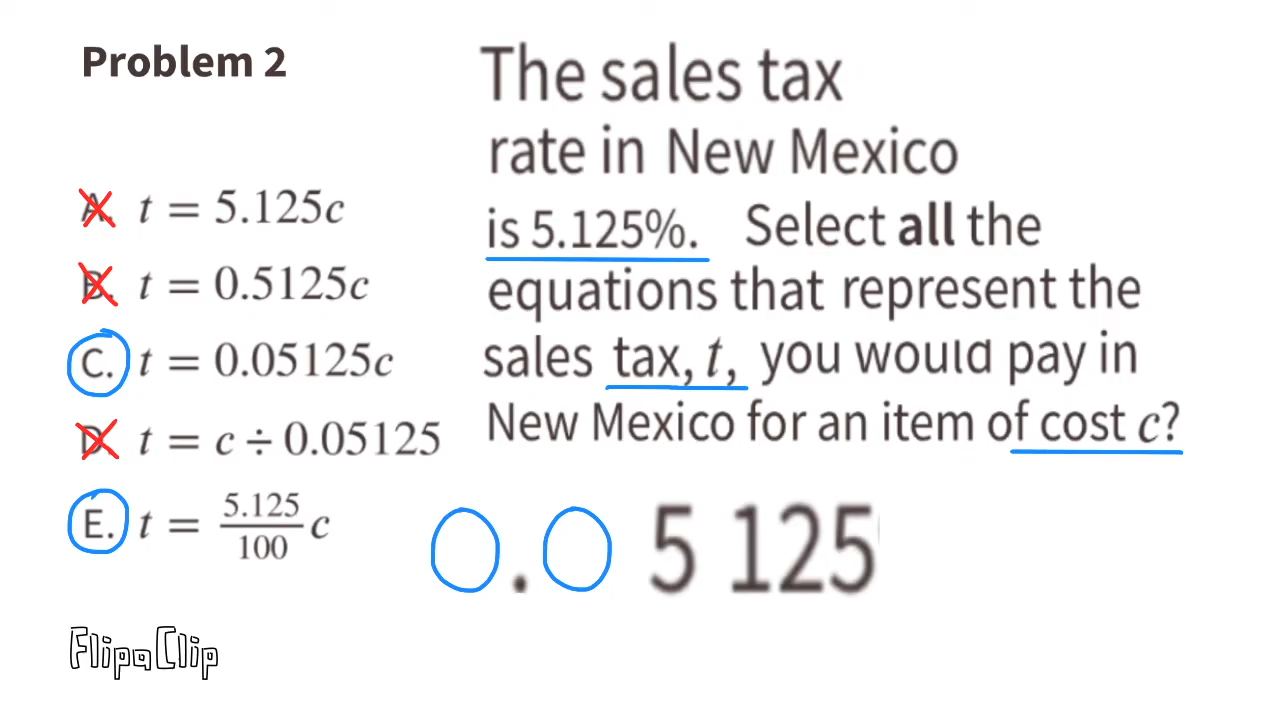 Problem 2
The sales tax
rate in New Mexico
is 5.125%. Select all the
equations that represent the
sales tax, t, you would pay in
New Mexico for an item of cost c?
A. t = 5.125c
B. t = 0.5125c
C. t = 0.05125c
D. t = c ÷ 0.05125
E. t = 5.125/100 c
0.0 5 125
FlipaClip